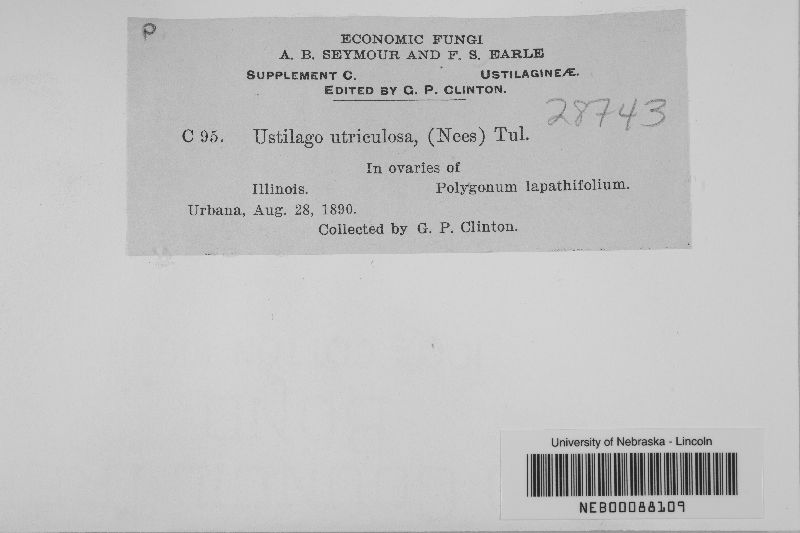 P
ECONOMIC FUNGI
A. B. SEYMOUR AND F. S. EARLE
SUPPLEMENT C. USTILAGINEÆ.
EDITED BY G. P. CLINTON.
28743
C 95. Ustilago utriculosa, (Nees) Tul.
In ovaries of
Illinois. Polygonum lapathifolium.
Urbana, Aug. 28, 1890.
Collected by G. P. Clinton.
University of Nebraska - Lincoln
NEB00088109